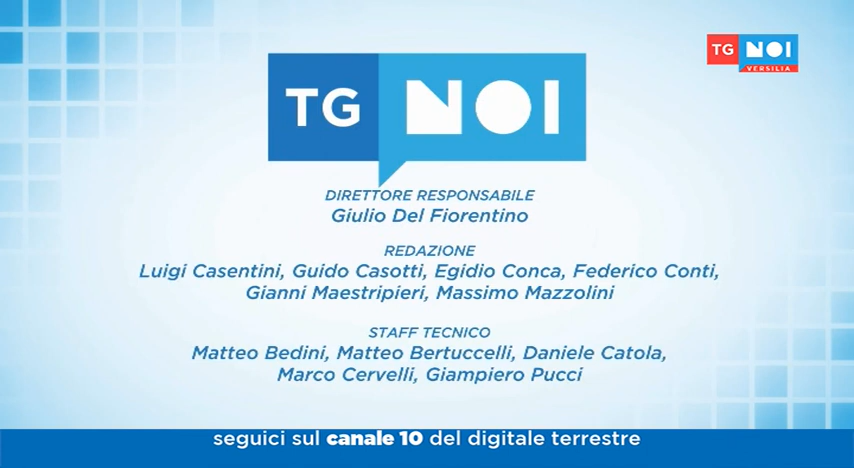 TG NOI
VERSILIA
TG NOI
DIRETTORE RESPONSABILE
Giulio Del Fiorentino
REDAZIONE
Luigi Casentini, Guido Casotti, Egidio Conca, Federico Conti,
Gianni Maestripieri, Massimo Mazzolini
STAFF TECNICO
Matteo Bedini, Matteo Bertuccelli, Daniele Catola,
Marco Cervelli, Giampiero Pucci
seguici sul canale 10 del digitale terrestre